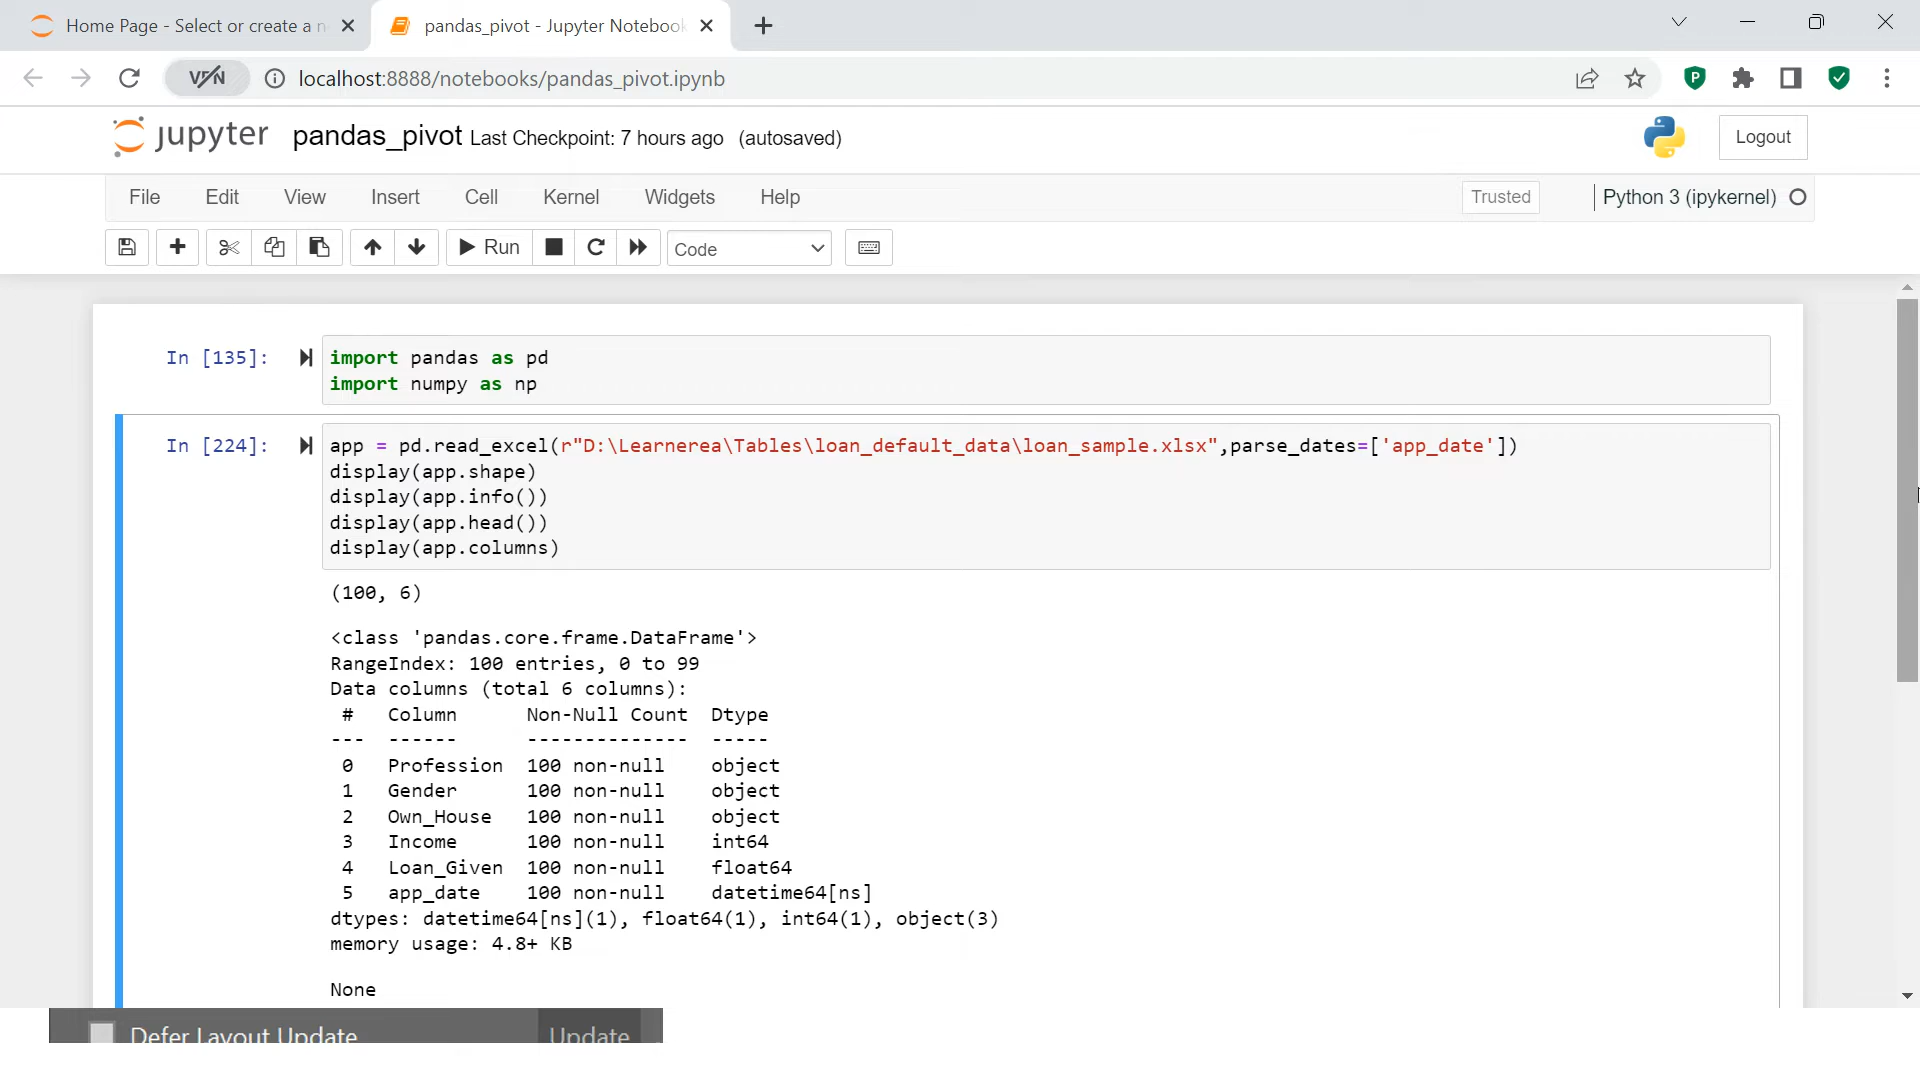 Home Page - Select or create a n
pandas_pivot - Jupyter Notebook
VPN
localhost:8888/notebooks/pandas_pivot.ipynb
P
jupyter pandas_pivot Last Checkpoint: 7 hours ago (autosaved)
Logout
File Edit View Insert Cell Kernel Widgets Help
Trusted
Python 3 (ipykernel)
Run
Code
In [135]:
import pandas as pd
import numpy as np
In [224]:
app = pd.read_excel(r"D:\Learnerea\Tables\loan_default_data\loan_sample.xlsx",parse_dates=['app_date'])
display(app.shape)
display(app.info())
display(app.head())
display(app.columns)
(100, 6)
<class 'pandas.core.frame.DataFrame'>
RangeIndex: 100 entries, 0 to 99
Data columns (total 6 columns):
# Column Non-Null Count Dtype
--- ------ -------------- -----
0 Profession 100 non-null object
1 Gender 100 non-null object
2 Own_House 100 non-null object
3 Income 100 non-null int64
4 Loan_Given 100 non-null float64
5 app_date 100 non-null datetime64[ns]
dtypes: datetime64[ns](1), float64(1), int64(1), object(3)
memory usage: 4.8+ KB
None
Defer Layout Update
Update